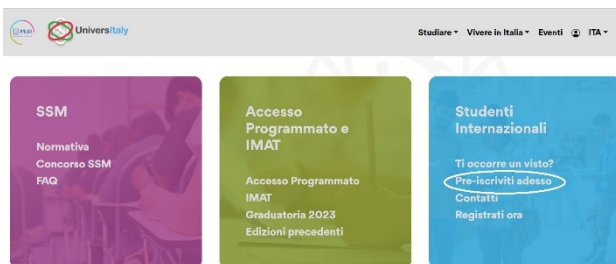 UniversItaly
Studiare Vivere in Italia Eventi ITA
SSM
Normativa
Concorso SSM
FAQ
Accesso
Programmato e
IMAT
Accesso Programmato
IMAT
Graduatoria 2023
Edizioni precedenti
Studenti
Internazionali
Ti occorre un visto?
Pre-iscriviti adesso
Contatti
Registrati ora